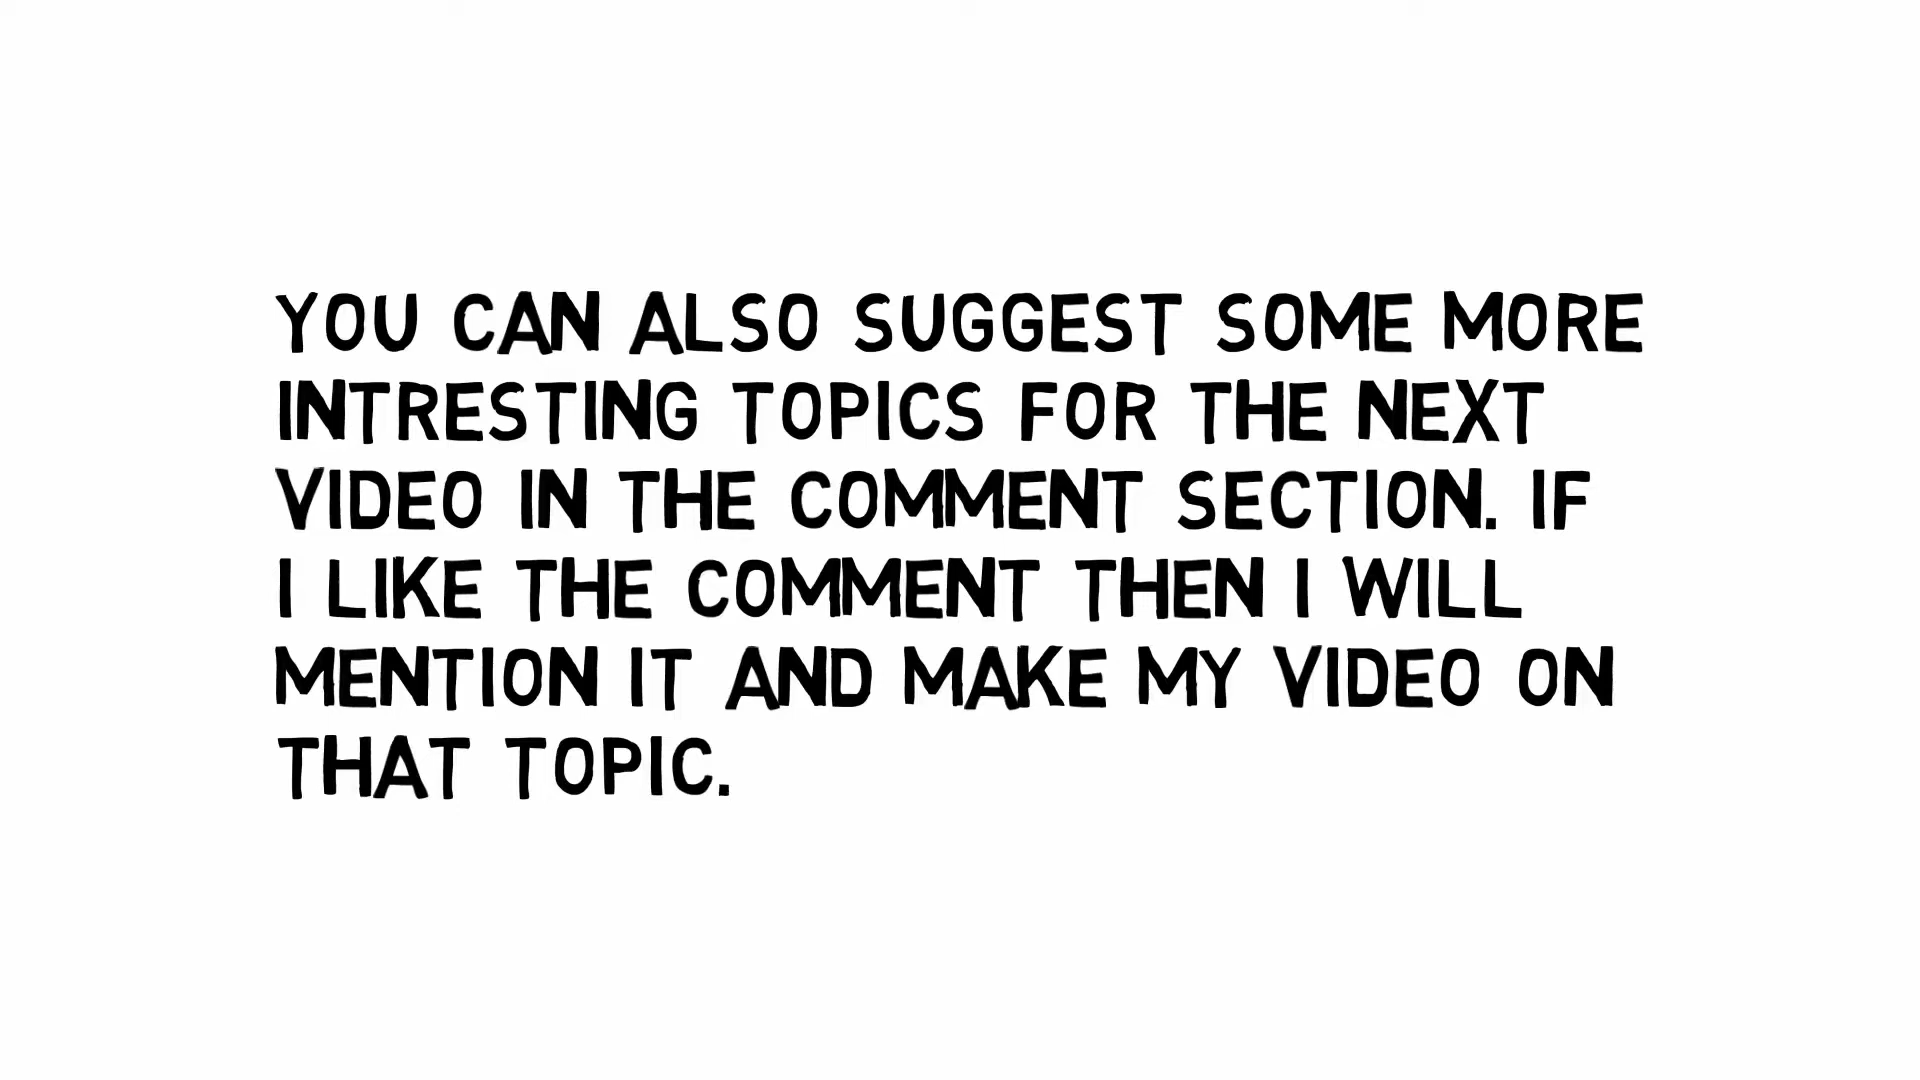 YOU CAN ALSO SUGGEST SOME MORE
INTRESTING TOPICS FOR THE NEXT
VIDEO IN THE COMMENT SECTION. IF
I LIKE THE COMMENT THEN I WILL
MENTION IT AND MAKE MY VIDEO ON
THAT TOPIC.